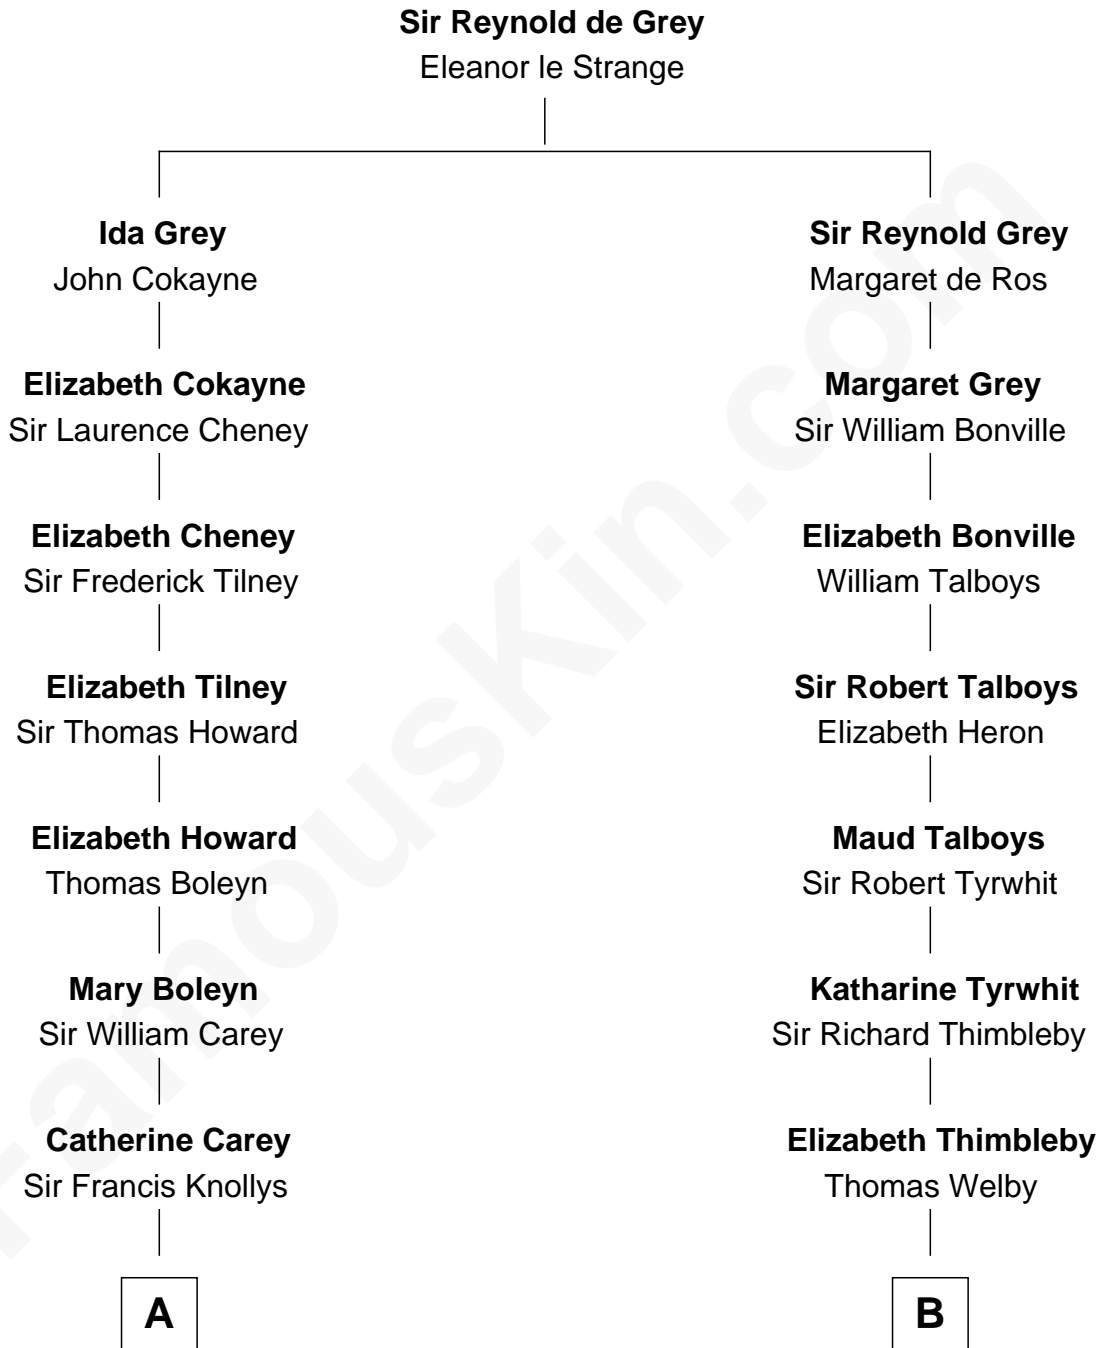 Sir Reynold de Grey
Eleanor le Strange
Ida Grey
John Cokayne
Elizabeth Cokayne
Sir Laurence Cheney
Elizabeth Cheney
Sir Frederick Tilney
Elizabeth Tilney
Sir Thomas Howard
Elizabeth Howard
Thomas Boleyn
Mary Boleyn
Sir William Carey
Catherine Carey
Sir Francis Knollys
A
Sir Reynold Grey
Margaret de Ros
Margaret Grey
Sir William Bonville
Elizabeth Bonville
William Talboys
Sir Robert Talboys
Elizabeth Heron
Maud Talboys
Sir Robert Tyrwhit
Katharine Tyrwhit
Sir Richard Thimbleby
Elizabeth Thimbleby
Thomas Welby
B
FamousKin.com